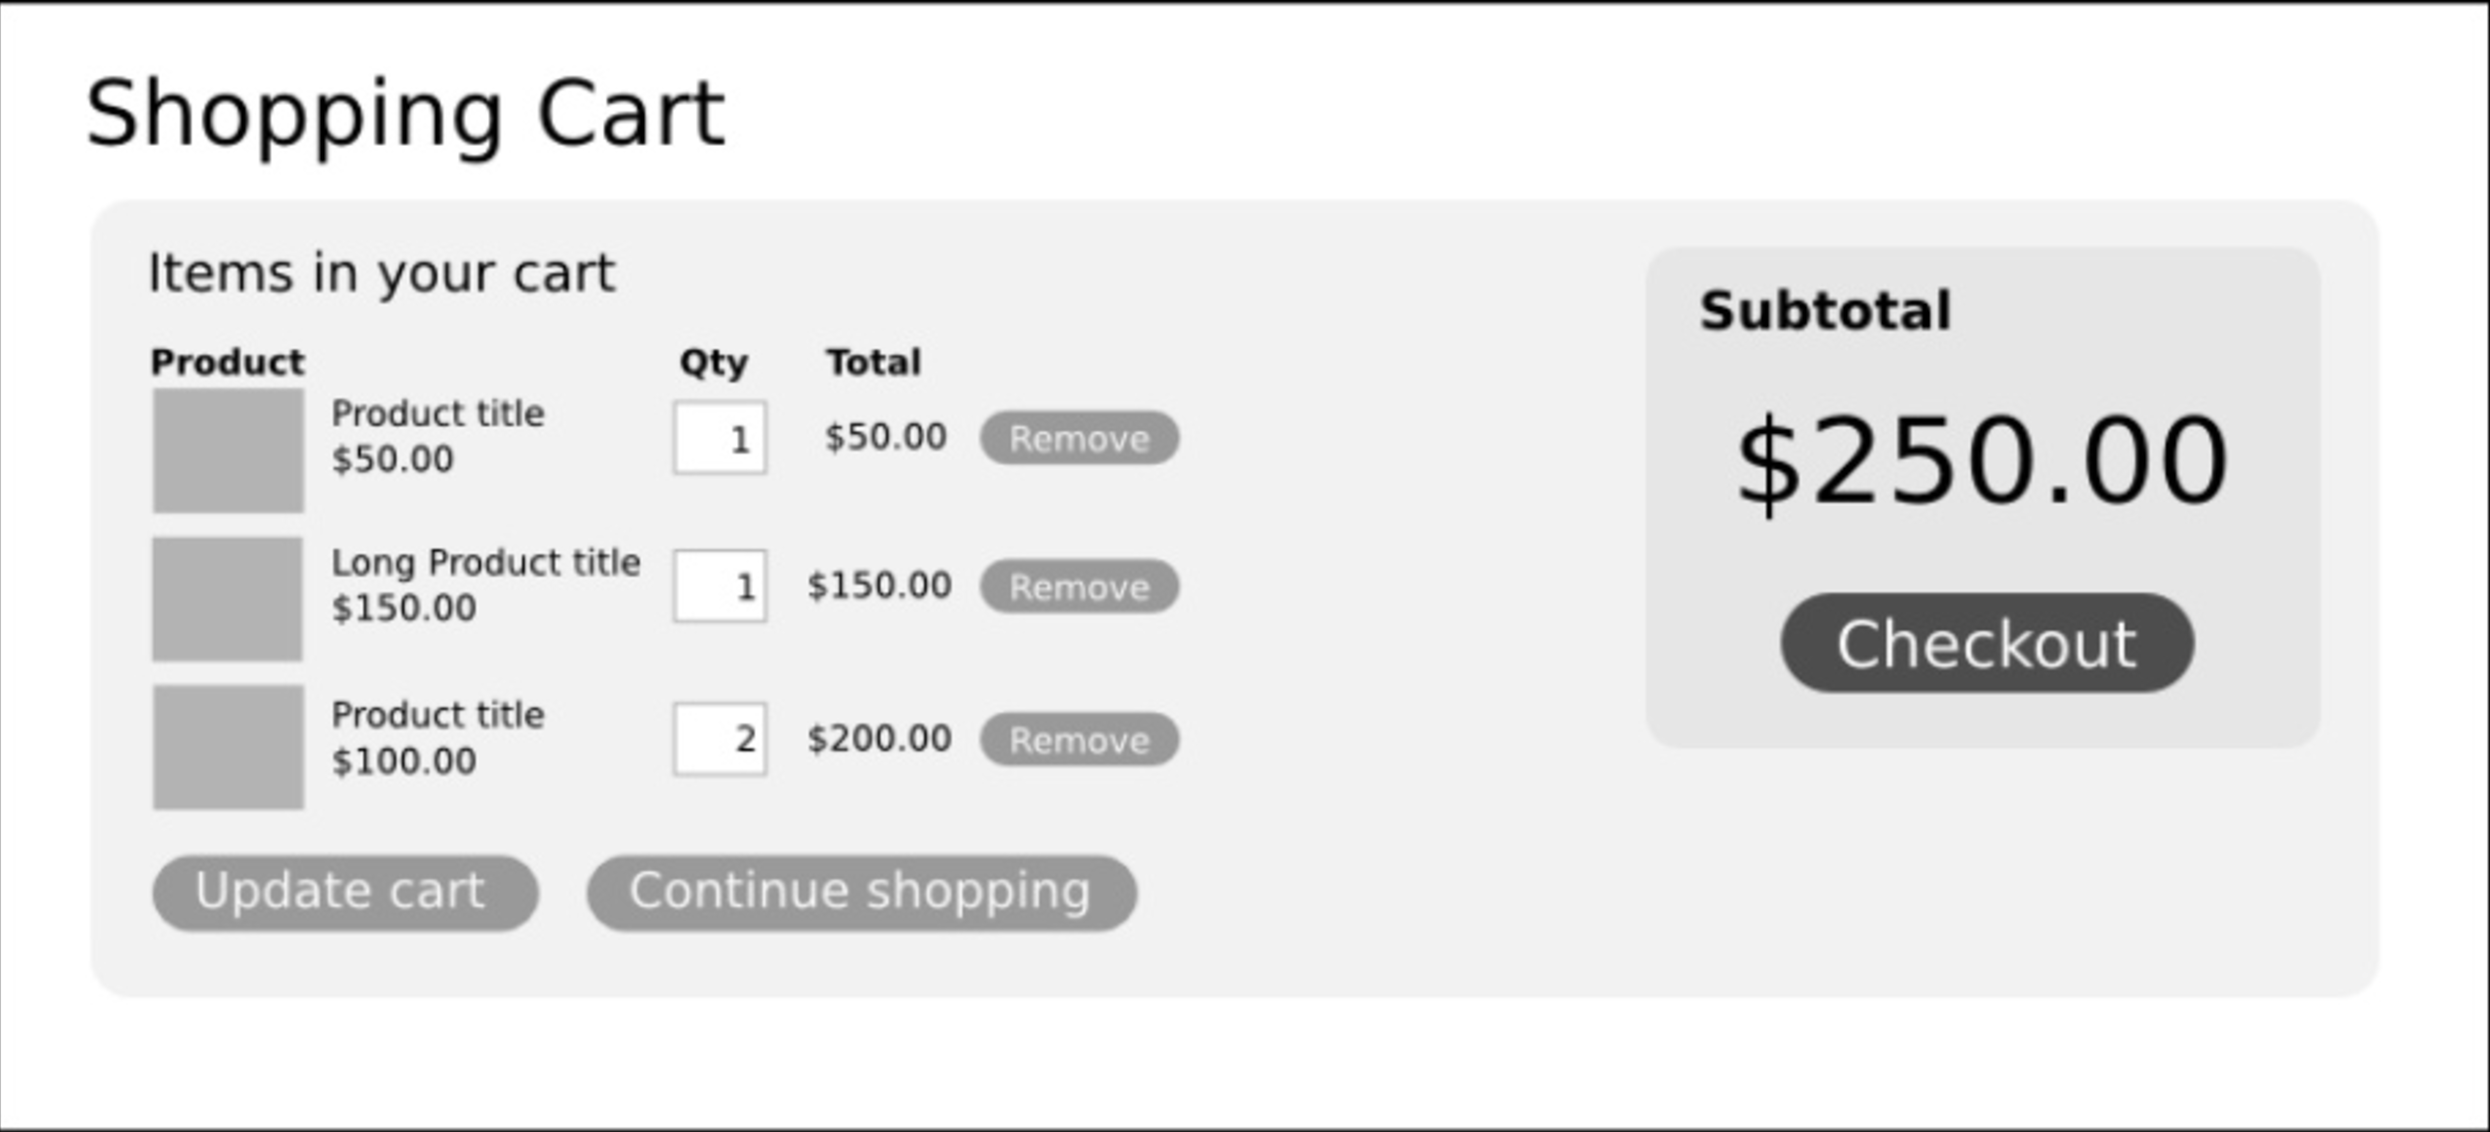 Shopping Cart
Items in your cart
Product Qty Total
Product title
$50.00
1 $50.00 Remove
Long Product title
$150.00
1 $150.00 Remove
Product title
$100.00
2 $200.00 Remove
Update cart Continue shopping
Subtotal
$250.00
Checkout